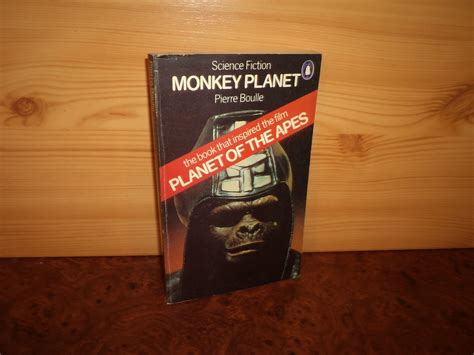 Science Fiction
MONKEY PLANET
Pierre Boulle
the book that inspired the film
PLANET OF THE APES